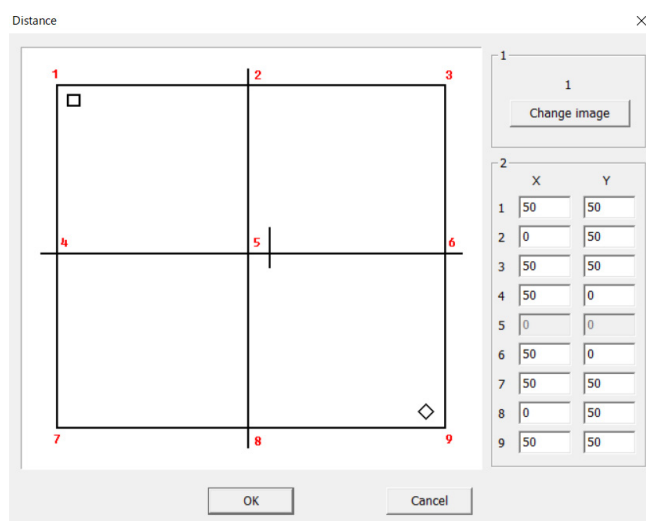 Distance
1 2 3
4 5 6
7 8 9
1
1
Change image
2
X Y
1 50 50
2 0 50
3 50 50
4 50 0
5 0 0
6 50 0
7 50 50
8 0 50
9 50 50
OK Cancel